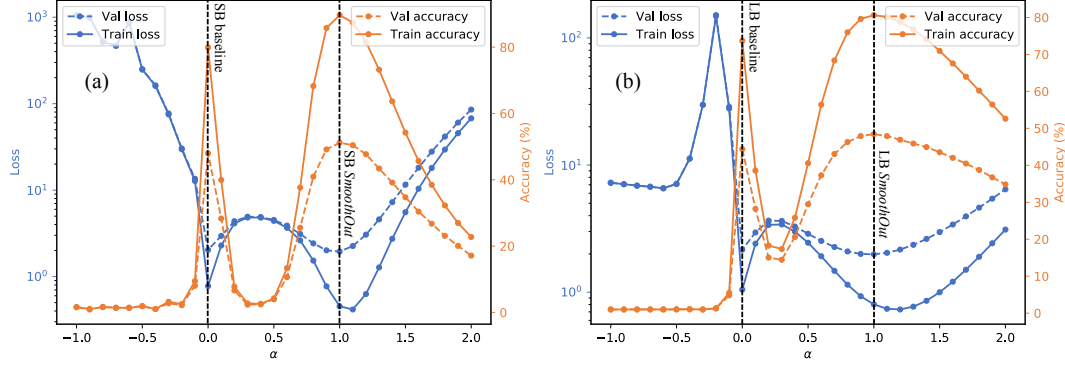 Val loss
Train loss
Val accuracy
Train accuracy
(a)
SB baseline
SB SmoothOut
Loss
10³
10²
10¹
10⁰
Accuracy (%)
80
60
40
20
0
−1.0 −0.5 0.0 0.5 1.0 1.5 2.0
α
Val loss
Train loss
Val accuracy
Train accuracy
(b)
LB baseline
LB SmoothOut
Loss
10²
10¹
10⁰
Accuracy (%)
80
70
60
50
40
30
20
10
0
−1.0 −0.5 0.0 0.5 1.0 1.5 2.0
α